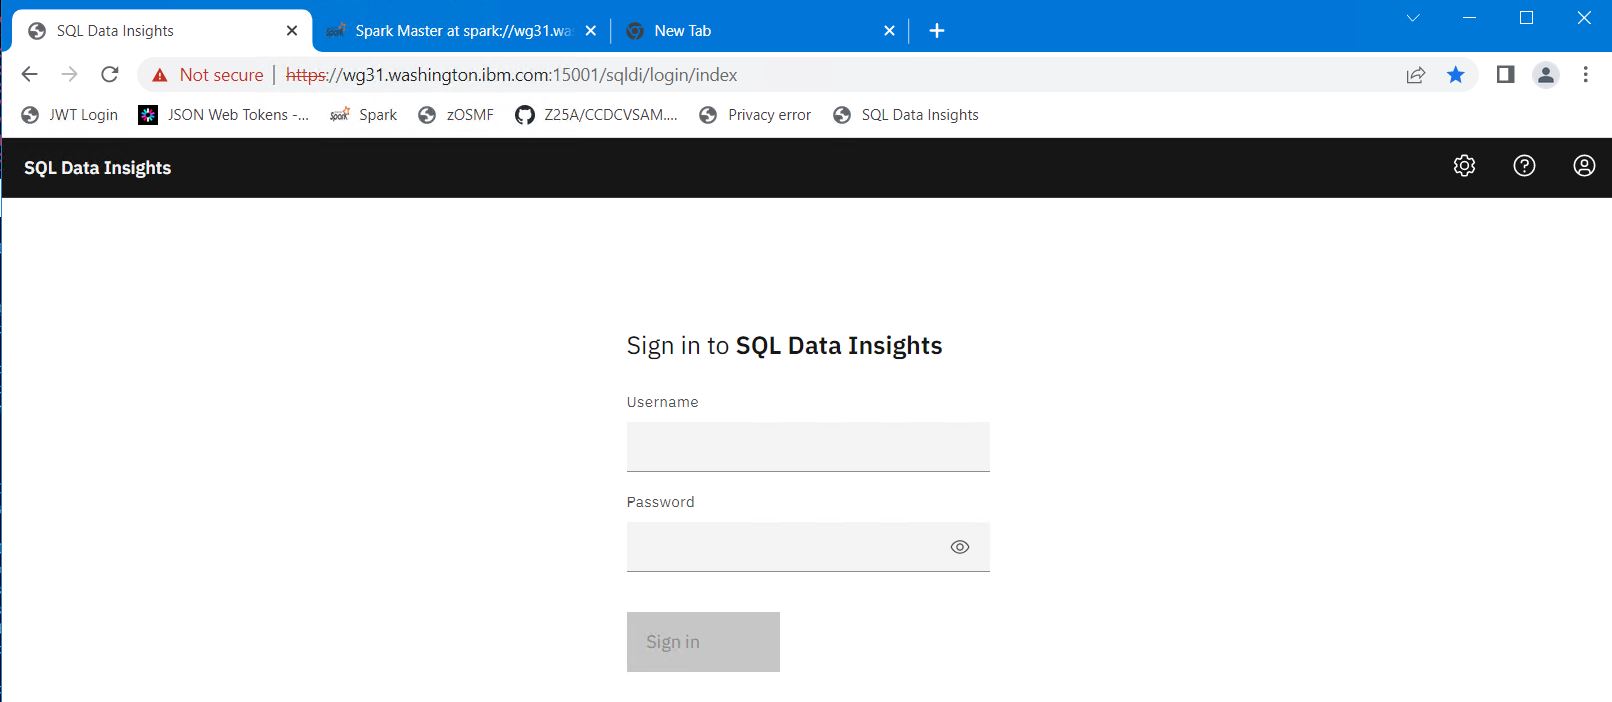 SQL Data Insights
Spark Master at spark://wg31.wa
New Tab
Not secure | https://wg31.washington.ibm.com:15001/sqldi/login/index
JWT Login
JSON Web Tokens -...
Spark
zOSMF
Z25A/CCDCVSAM....
Privacy error
SQL Data Insights
SQL Data Insights
Sign in to SQL Data Insights
Username
Password
Sign in